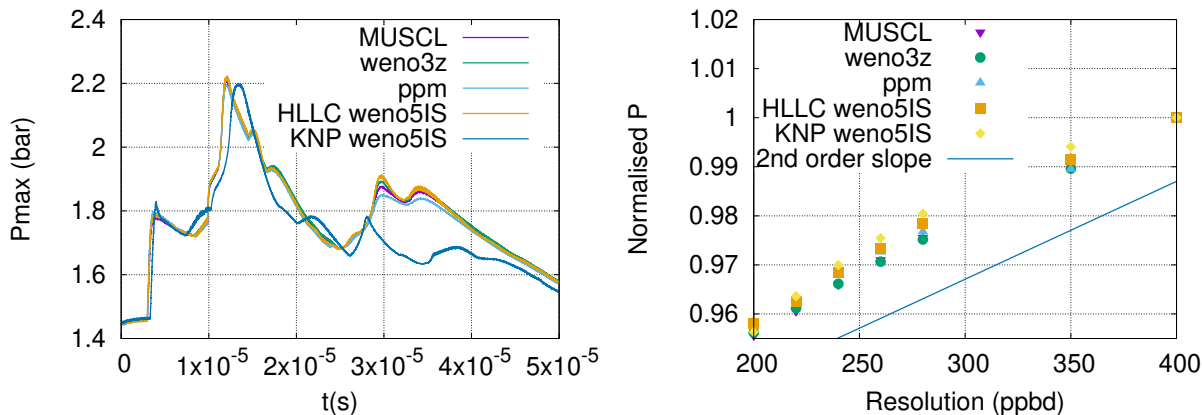 2.4
2.2
2
1.8
1.6
1.4
Pmax (bar)
MUSCL
weno3z
ppm
HLLC weno5IS
KNP weno5IS
0
1x10-5
2x10-5
3x10-5
4x10-5
5x10-5
t(s)
1.02
1.01
1
0.99
0.98
0.97
0.96
Normalised P
MUSCL
weno3z
ppm
HLLC weno5IS
KNP weno5IS
2nd order slope
200
250
300
350
400
Resolution (ppbd)